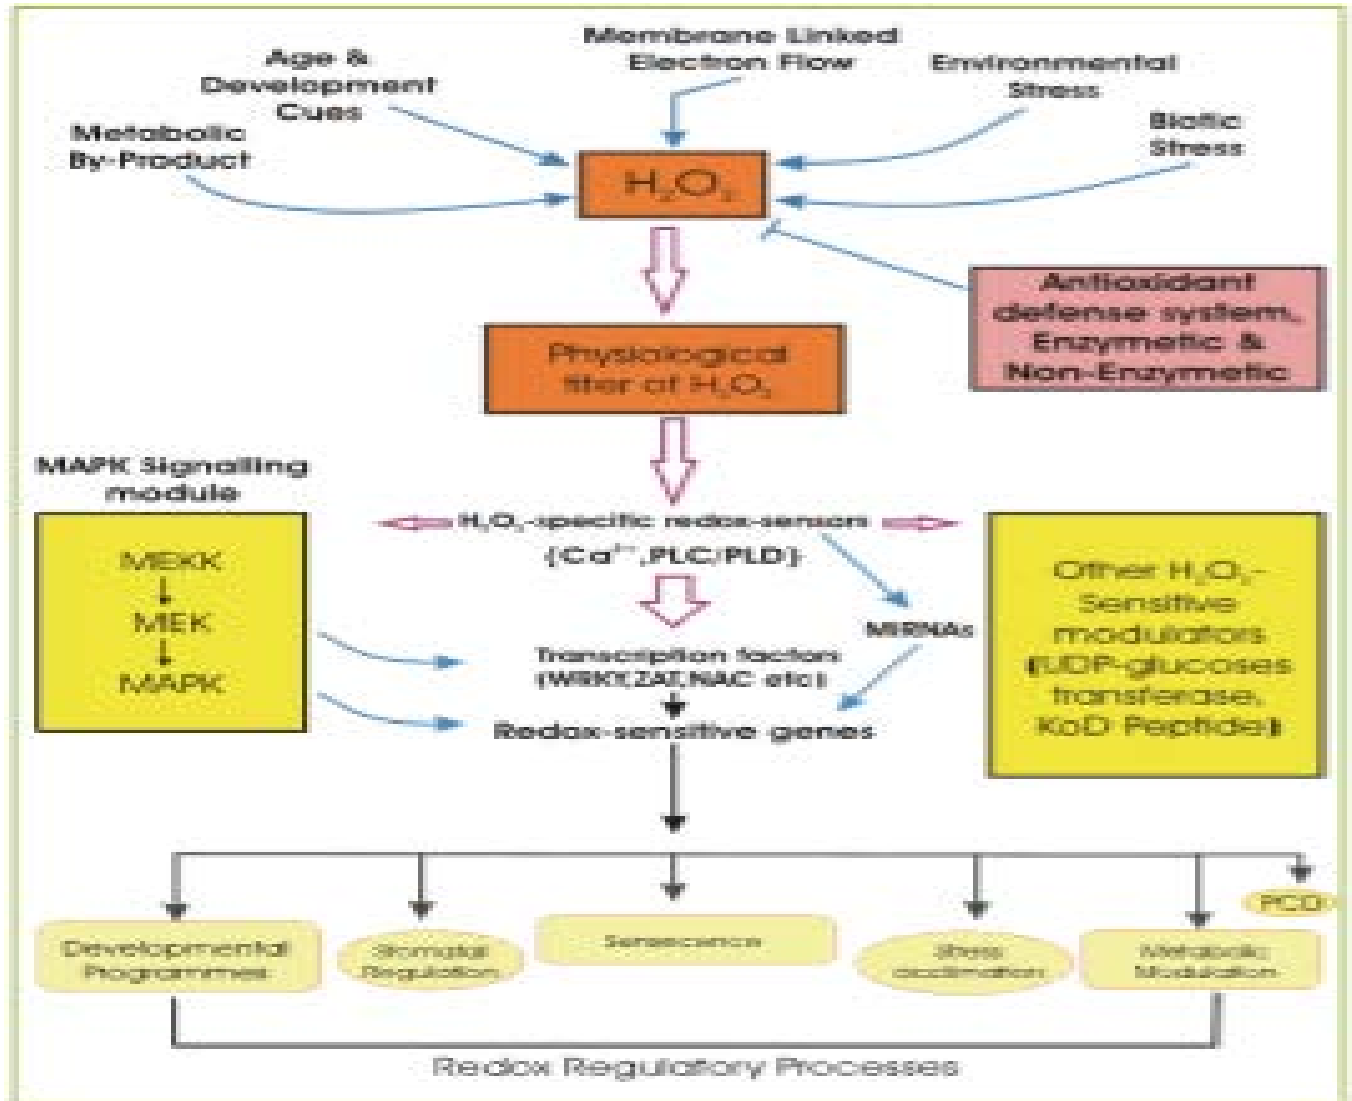 Membrane Linked
Electron Flow
Age &
Development
Cues
Environmental
Stress
Metabolic
By-Product
Biotic
Stress
H₂O₂
Antioxidant
defense system,
Enzymetic &
Non-Enzymetic
Physiological
titer of H₂O₂
MAPK Signalling
module
MEKK
MEK
MAPK
H₂O₂-specific redox-sensors
(Ca²⁺,PLC/PLD)
MiRNAs
Transcription factors
(WRKY,ZAT,NAC etc)
Redox-sensitive genes
Other H₂O₂-
Sensitive
modulators
(UDP-glucoses
transferase,
KoD Peptide)
PCD
Developmental
Programmes
Stomatal
Regulation
Senescence
Stress
acclimation
Metabolic
Modulation
Redox Regulatory Processes